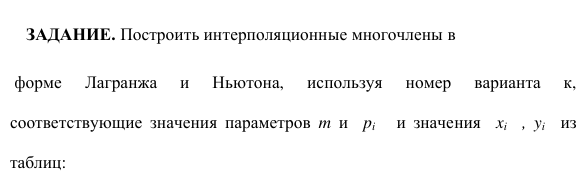 ЗАДАНИЕ. Построить интерполяционные многочлены в
форме Лагранжа и Ньютона, используя номер варианта к,
соответствующие значения параметров m и pi и значения xi , yi из
таблиц: